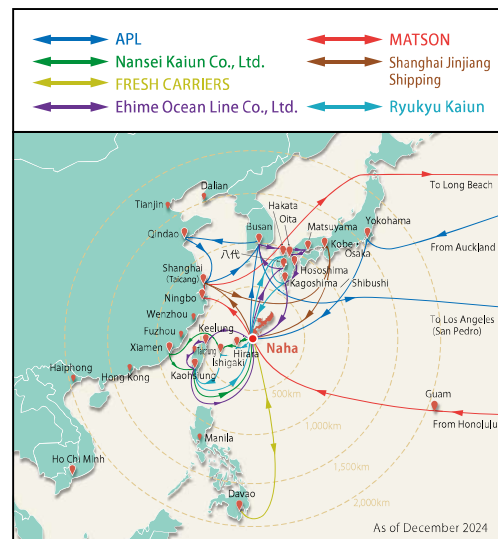 APL
MATSON
Nansei Kaiun Co., Ltd.
Shanghai Jinjiang
Shipping
FRESH CARRIERS
Ehime Ocean Line Co., Ltd.
Ryukyu Kaiun
Dalian
Tianjin
To Long Beach
Hakata
Oita
Qindao
Busan
Matsuyama
Yokohama
八代
Kobe・
Osaka
From Auckland
Hososhima
Shanghai
(Taicang)
Kagoshima
Shibushi
Ningbo
Wenzhou
To Los Angeles
(San Pedro)
Fuzhou
Keelung
Naha
Xiamen
Taichung
Hirara
Ishigaki
Haiphong
Hong Kong
Kaohsiung
500km
Guam
1,000km
From Honolulu
Manila
Ho Chi Minh
1,500km
Davao
2,000km
As of December 2024